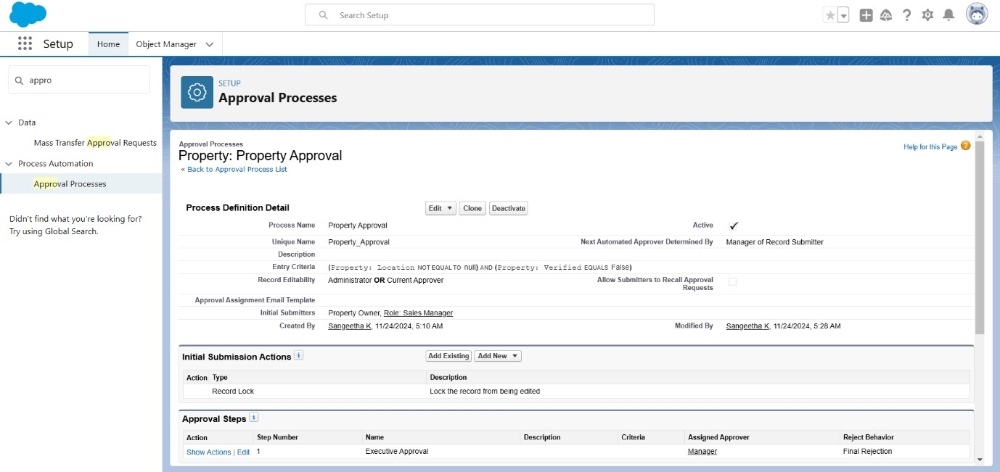 Search Setup
Setup
Home
Object Manager
appro
Data
Mass Transfer Approval Requests
Process Automation
Approval Processes
Didn't find what you're looking for?
Try using Global Search.
SETUP
Approval Processes
Approval Processes
Property: Property Approval
« Back to Approval Process List
Help for this Page ?
Process Definition Detail
Edit ▼ Clone Deactivate
Process Name Property Approval Active ✓
Unique Name Property_Approval Next Automated Approver Determined By Manager of Record Submitter
Description
Entry Criteria (Property: Location NOT EQUAL TO null) AND (Property: Verified EQUALS False)
Record Editability Administrator OR Current Approver Allow Submitters to Recall Approval
Requests
Approval Assignment Email Template
Initial Submitters Property Owner, Role: Sales Manager
Created By Sangeetha K, 11/24/2024, 5:10 AM Modified By Sangeetha K, 11/24/2024, 5:28 AM
Initial Submission Actions i Add Existing Add New ▼
Action Type Description
Record Lock Lock the record from being edited
Approval Steps i
Action Step Number Name Description Criteria Assigned Approver Reject Behavior
Show Actions | Edit 1 Executive Approval Manager Final Rejection